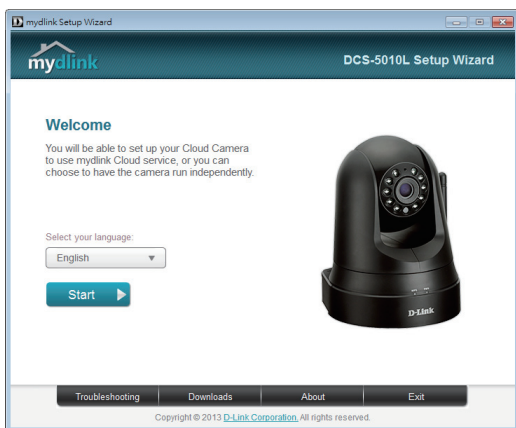 mydlink Setup Wizard
mydlink
DCS-5010L Setup Wizard
Welcome
You will be able to set up your Cloud Camera
to use mydlink Cloud service, or you can
choose to have the camera run independently.
Select your language:
English
Start
D-Link
Troubleshooting
Downloads
About
Exit
Copyright © 2013 D-Link Corporation. All rights reserved.